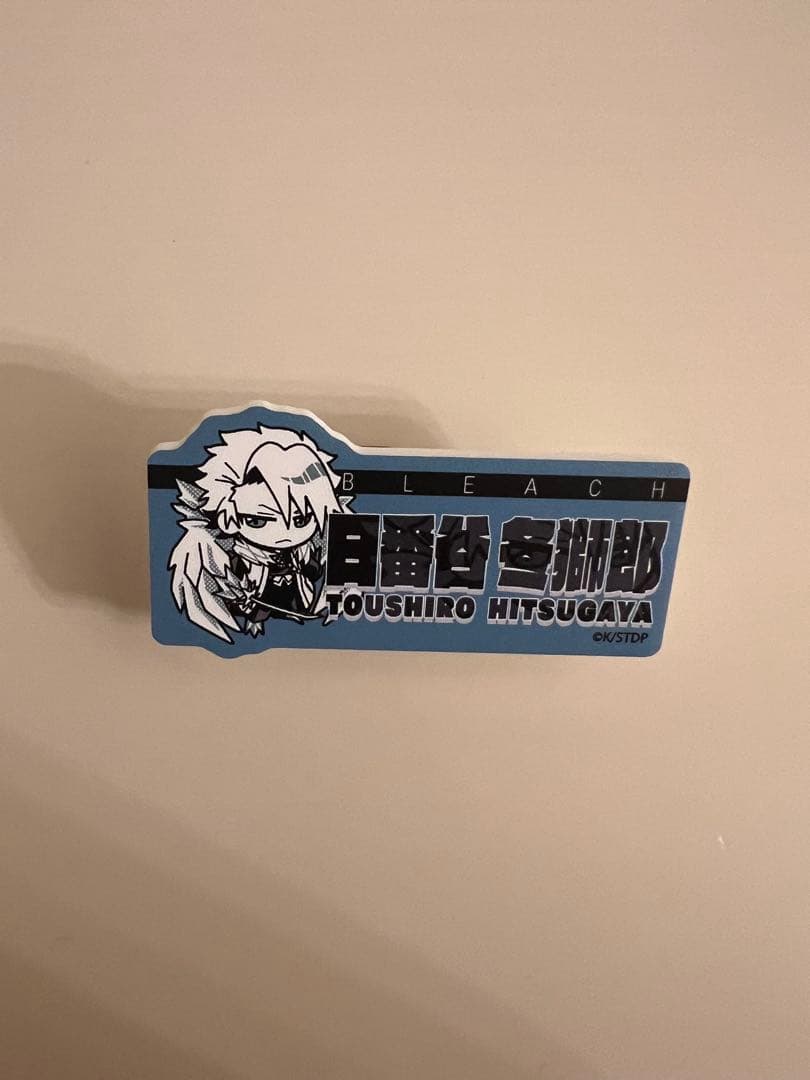 BLEACH
日番谷 冬獅郎
TOUSHIRO HITSUGAYA
©K/STDP